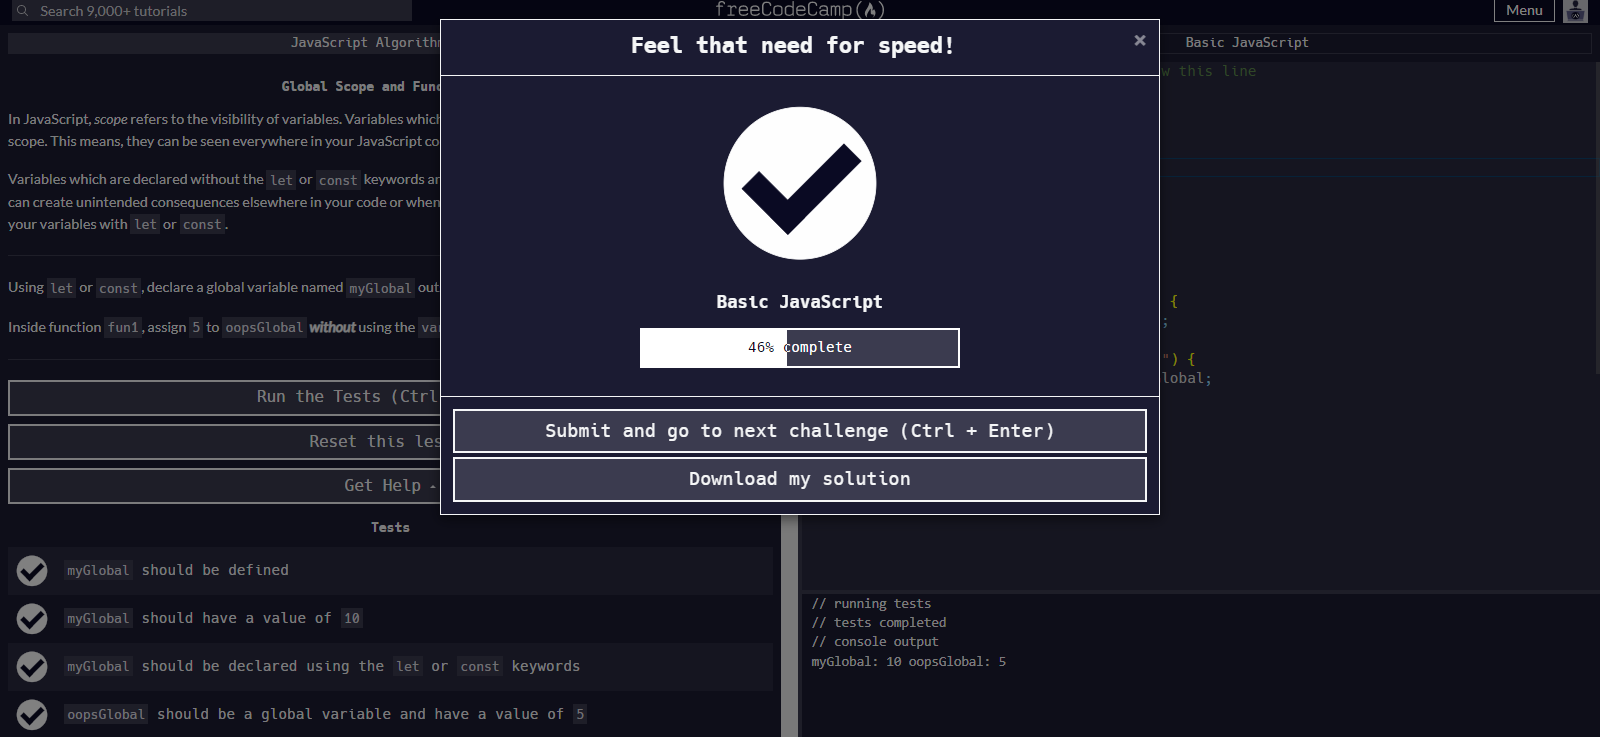 Search 9,000+ tutorials
freeCodeCamp
Menu
JavaScript Algorithm
Basic JavaScript
Global Scope and Func
In JavaScript, scope refers to the visibility of variables. Variables which
scope. This means, they can be seen everywhere in your JavaScript co
Variables which are declared without the let or const keywords ar
can create unintended consequences elsewhere in your code or when
your variables with let or const.
Using let or const, declare a global variable named myGlobal out
Inside function fun1, assign 5 to oopsGlobal without using the var
Run the Tests (Ctrl
Reset this les
Get Help
Tests
myGlobal should be defined
myGlobal should have a value of 10
myGlobal should be declared using the let or const keywords
oopsGlobal should be a global variable and have a value of 5
Feel that need for speed!
×
Basic JavaScript
46% complete
Submit and go to next challenge (Ctrl + Enter)
Download my solution
w this line
{
;
") {
lobal;
// running tests
// tests completed
// console output
myGlobal: 10 oopsGlobal: 5